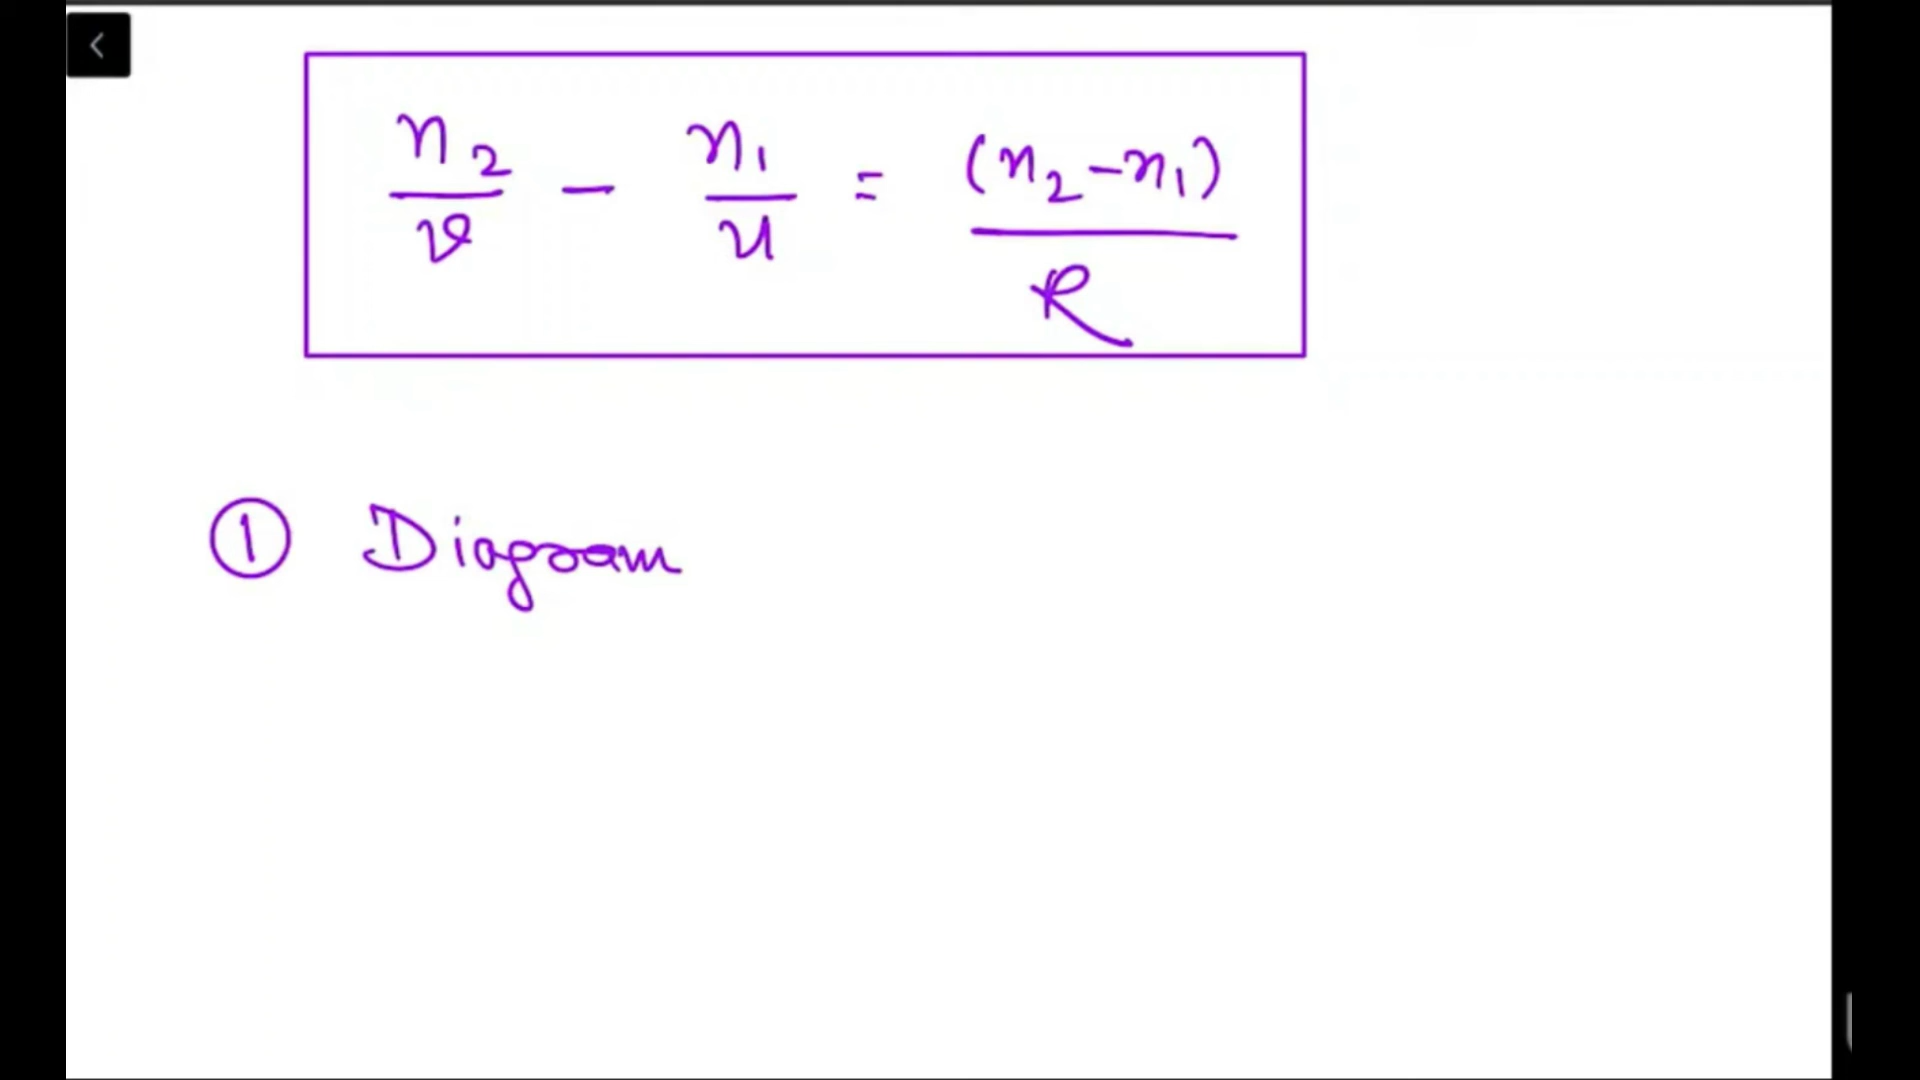 n₂/v - n₁/u = (n₂-n₁)/R
① Diagram